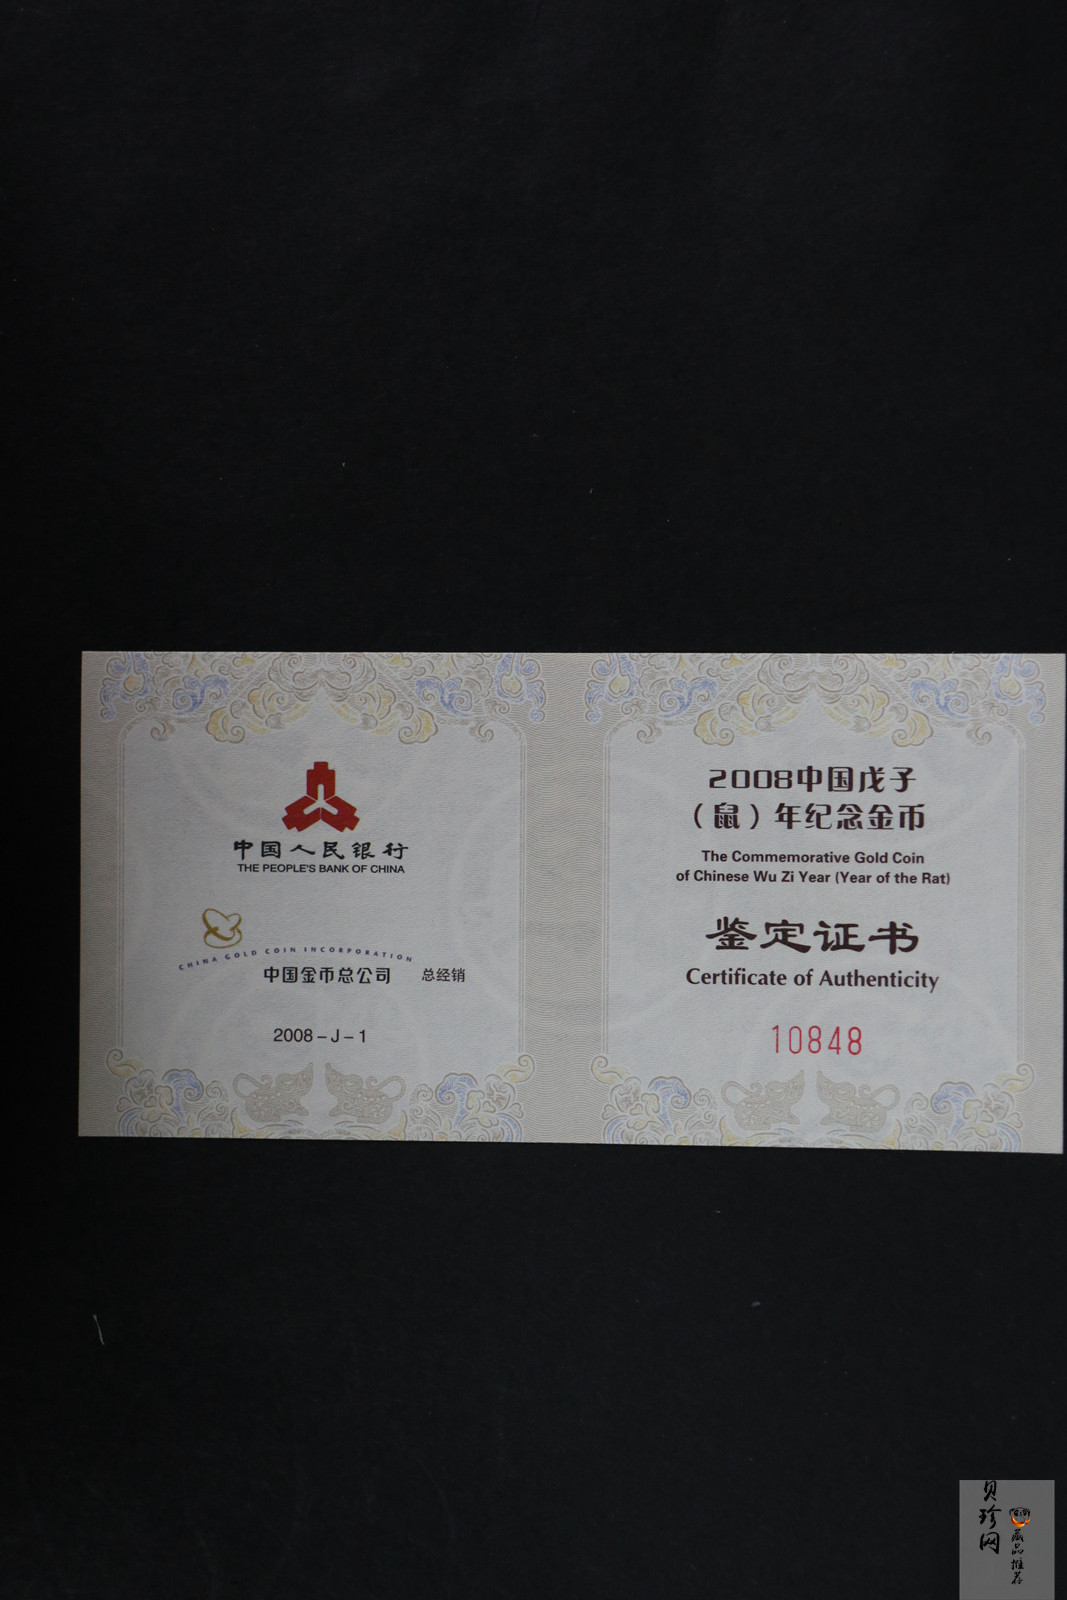 中国人民银行
THE PEOPLE'S BANK OF CHINA
CHINA GOLD COIN INCORPORATION
中国金币总公司 总经销
2008－J－1
2008中国戊子
（鼠）年纪念金币
The Commemorative Gold Coin
of Chinese Wu Zi Year (Year of the Rat)
鉴定证书
Certificate of Authenticity
10848
贝珍网
藏品推荐